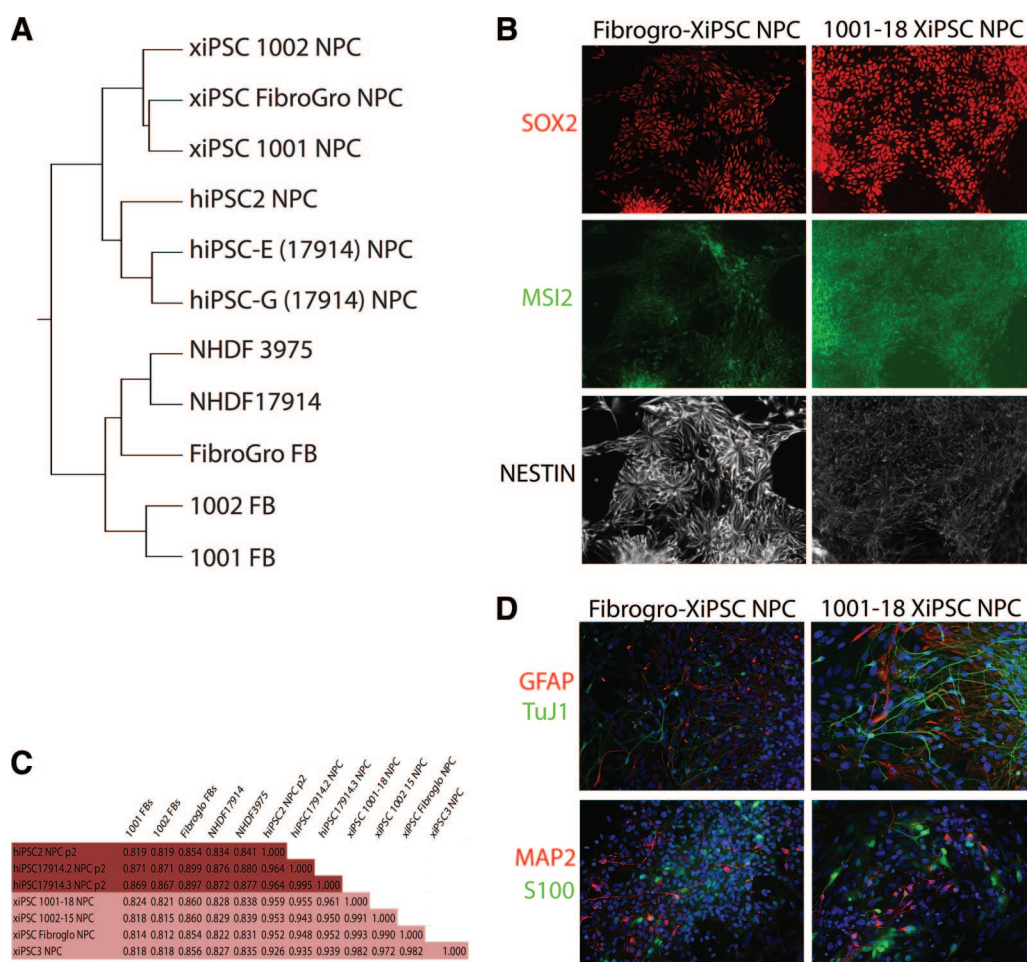 A
xiPSC 1002 NPC
xiPSC FibroGro NPC
xiPSC 1001 NPC
hiPSC2 NPC
hiPSC-E (17914) NPC
hiPSC-G (17914) NPC
NHDF 3975
NHDF17914
FibroGro FB
1002 FB
1001 FB
B
Fibrogro-XiPSC NPC 1001-18 XiPSC NPC
SOX2
MSI2
NESTIN
C
1001 FBs 1002 FBs Fibroglo FBs NHDF17914 NHDF3975 hiPSC2 NPC p2 hiPSC17914.2 NPC hiPSC17914.3 NPC xiPSC 1001-18 NPC xiPSC 1002 15 NPC xiPSC Fibroglo NPC xiPSC3 NPC
hiPSC2 NPC p2 0.819 0.819 0.854 0.834 0.841 1.000
hiPSC17914.2 NPC p2 0.871 0.871 0.899 0.876 0.880 0.964 1.000
hiPSC17914.3 NPC p2 0.869 0.867 0.897 0.872 0.877 0.964 0.995 1.000
xiPSC 1001-18 NPC 0.824 0.821 0.860 0.828 0.838 0.959 0.955 0.961 1.000
xiPSC 1002-15 NPC 0.818 0.815 0.860 0.829 0.839 0.953 0.943 0.950 0.991 1.000
xiPSC Fibroglo NPC 0.814 0.812 0.854 0.822 0.831 0.952 0.948 0.952 0.993 0.990 1.000
xiPSC3 NPC 0.818 0.818 0.856 0.827 0.835 0.926 0.935 0.939 0.982 0.972 0.982 1.000
D
Fibrogro-XiPSC NPC 1001-18 XiPSC NPC
GFAP
TuJ1
MAP2
S100